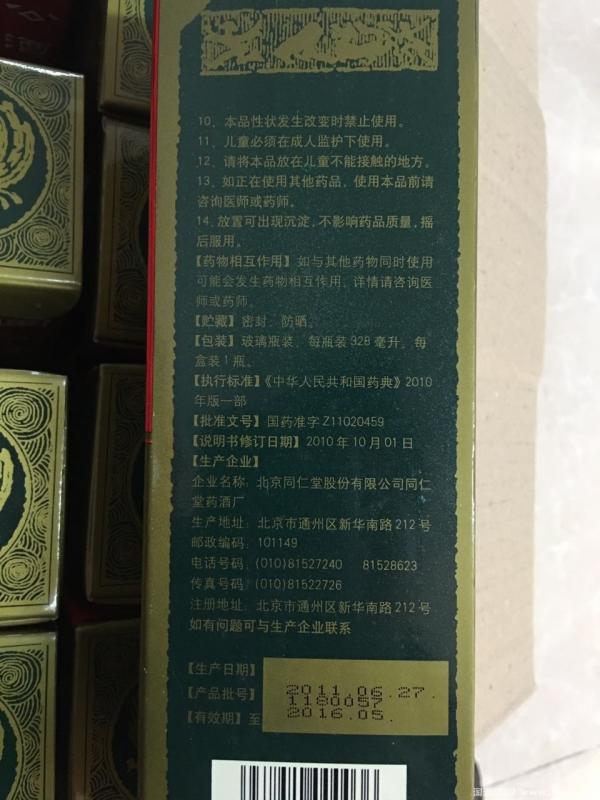 酒
10、本品性状发生改变时禁止使用。
11、儿童必须在成人监护下使用。
12、请将本品放在儿童不能接触的地方。
13、如正在使用其他药品，使用本品前请
咨询医师或药师。
14、放置可出现沉淀，不影响药品质量，摇
后服用。
【药物相互作用】如与其他药物同时使用
可能会发生药物相互作用，详情请咨询医
师或药师。
【贮藏】密封，防晒。
【包装】玻璃瓶装，每瓶装328毫升，每
盒装1瓶。
【执行标准】《中华人民共和国药典》2010
年版一部
【批准文号】国药准字Z11020459
【说明书修订日期】2010年10月01日
【生产企业】
企业名称：北京同仁堂股份有限公司同仁
堂药酒厂
生产地址：北京市通州区新华南路212号
邮政编码：101149
电话号码：(010)81527240 81528623
传真号码：(010)81522726
注册地址：北京市通州区新华南路212号
如有问题可与生产企业联系
【生产日期】 2011.06.27.
【产品批号】 1180057
【有效期】至 2016.05.